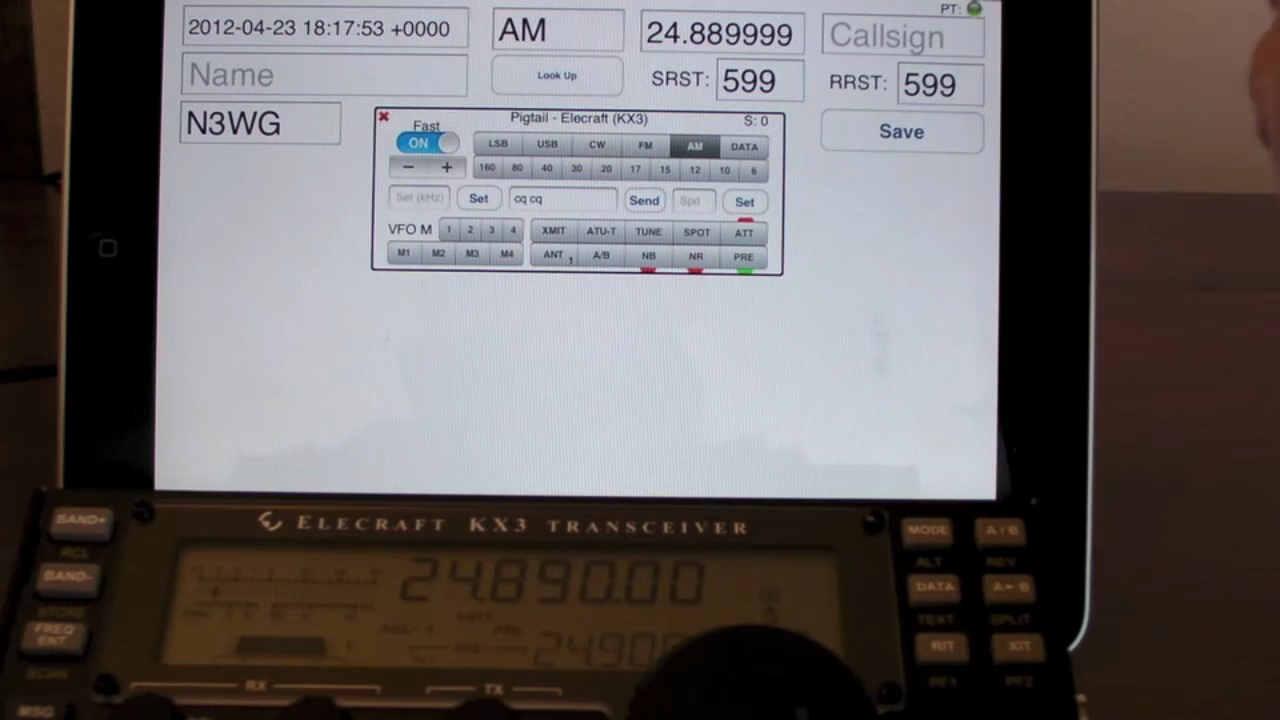 PT:
2012-04-23 18:17:53 +0000 AM 24.889999 Callsign
Name Look Up SRST: 599 RRST: 599
N3WG Save
Pigtail - Elecraft (KX3) S: 0
Fast
ON LSB USB CW FM AM DATA
− + 160 80 40 30 20 17 15 12 10 6
Set (kHz) Set cq cq Send Spd Set
VFO M 1 2 3 4 XMIT ATU-T TUNE SPOT ATT
M1 M2 M3 M4 ANT 1 A/B NB NR PRE
ELECRAFT KX3 TRANSCEIVER
BAND+ MODE A/B
RCL ALT REV
24.890.00
BAND- DATA A►B
STORE TEXT SPLIT
FREQ
ENT RIT XIT
SCAN PF1 PF2
RX TX
MSG